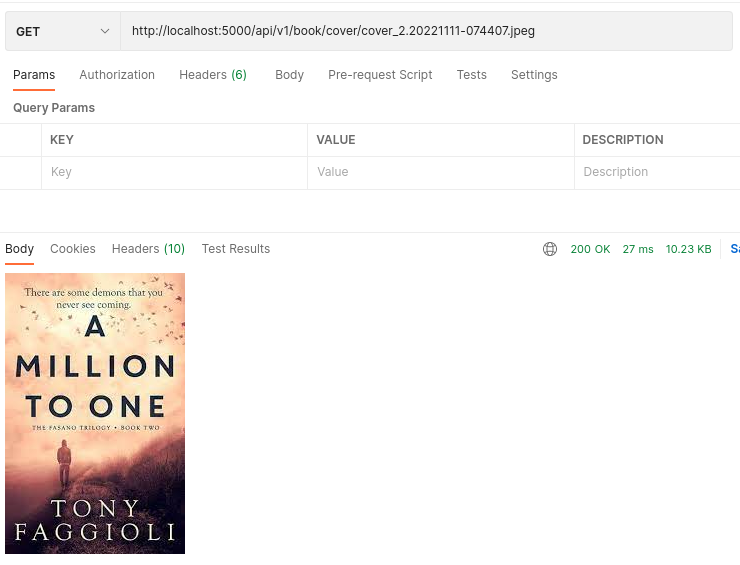 GET http://localhost:5000/api/v1/book/cover/cover_2.20221111-074407.jpeg
Params Authorization Headers (6) Body Pre-request Script Tests Settings
Query Params
KEY VALUE DESCRIPTION
Key Value Description
Body Cookies Headers (10) Test Results 200 OK 27 ms 10.23 KB Sa
There are some demons that you
never see coming.
A
MILLION
TO ONE
THE FASANO TRILOGY • BOOK TWO
TONY
FAGGIOLI